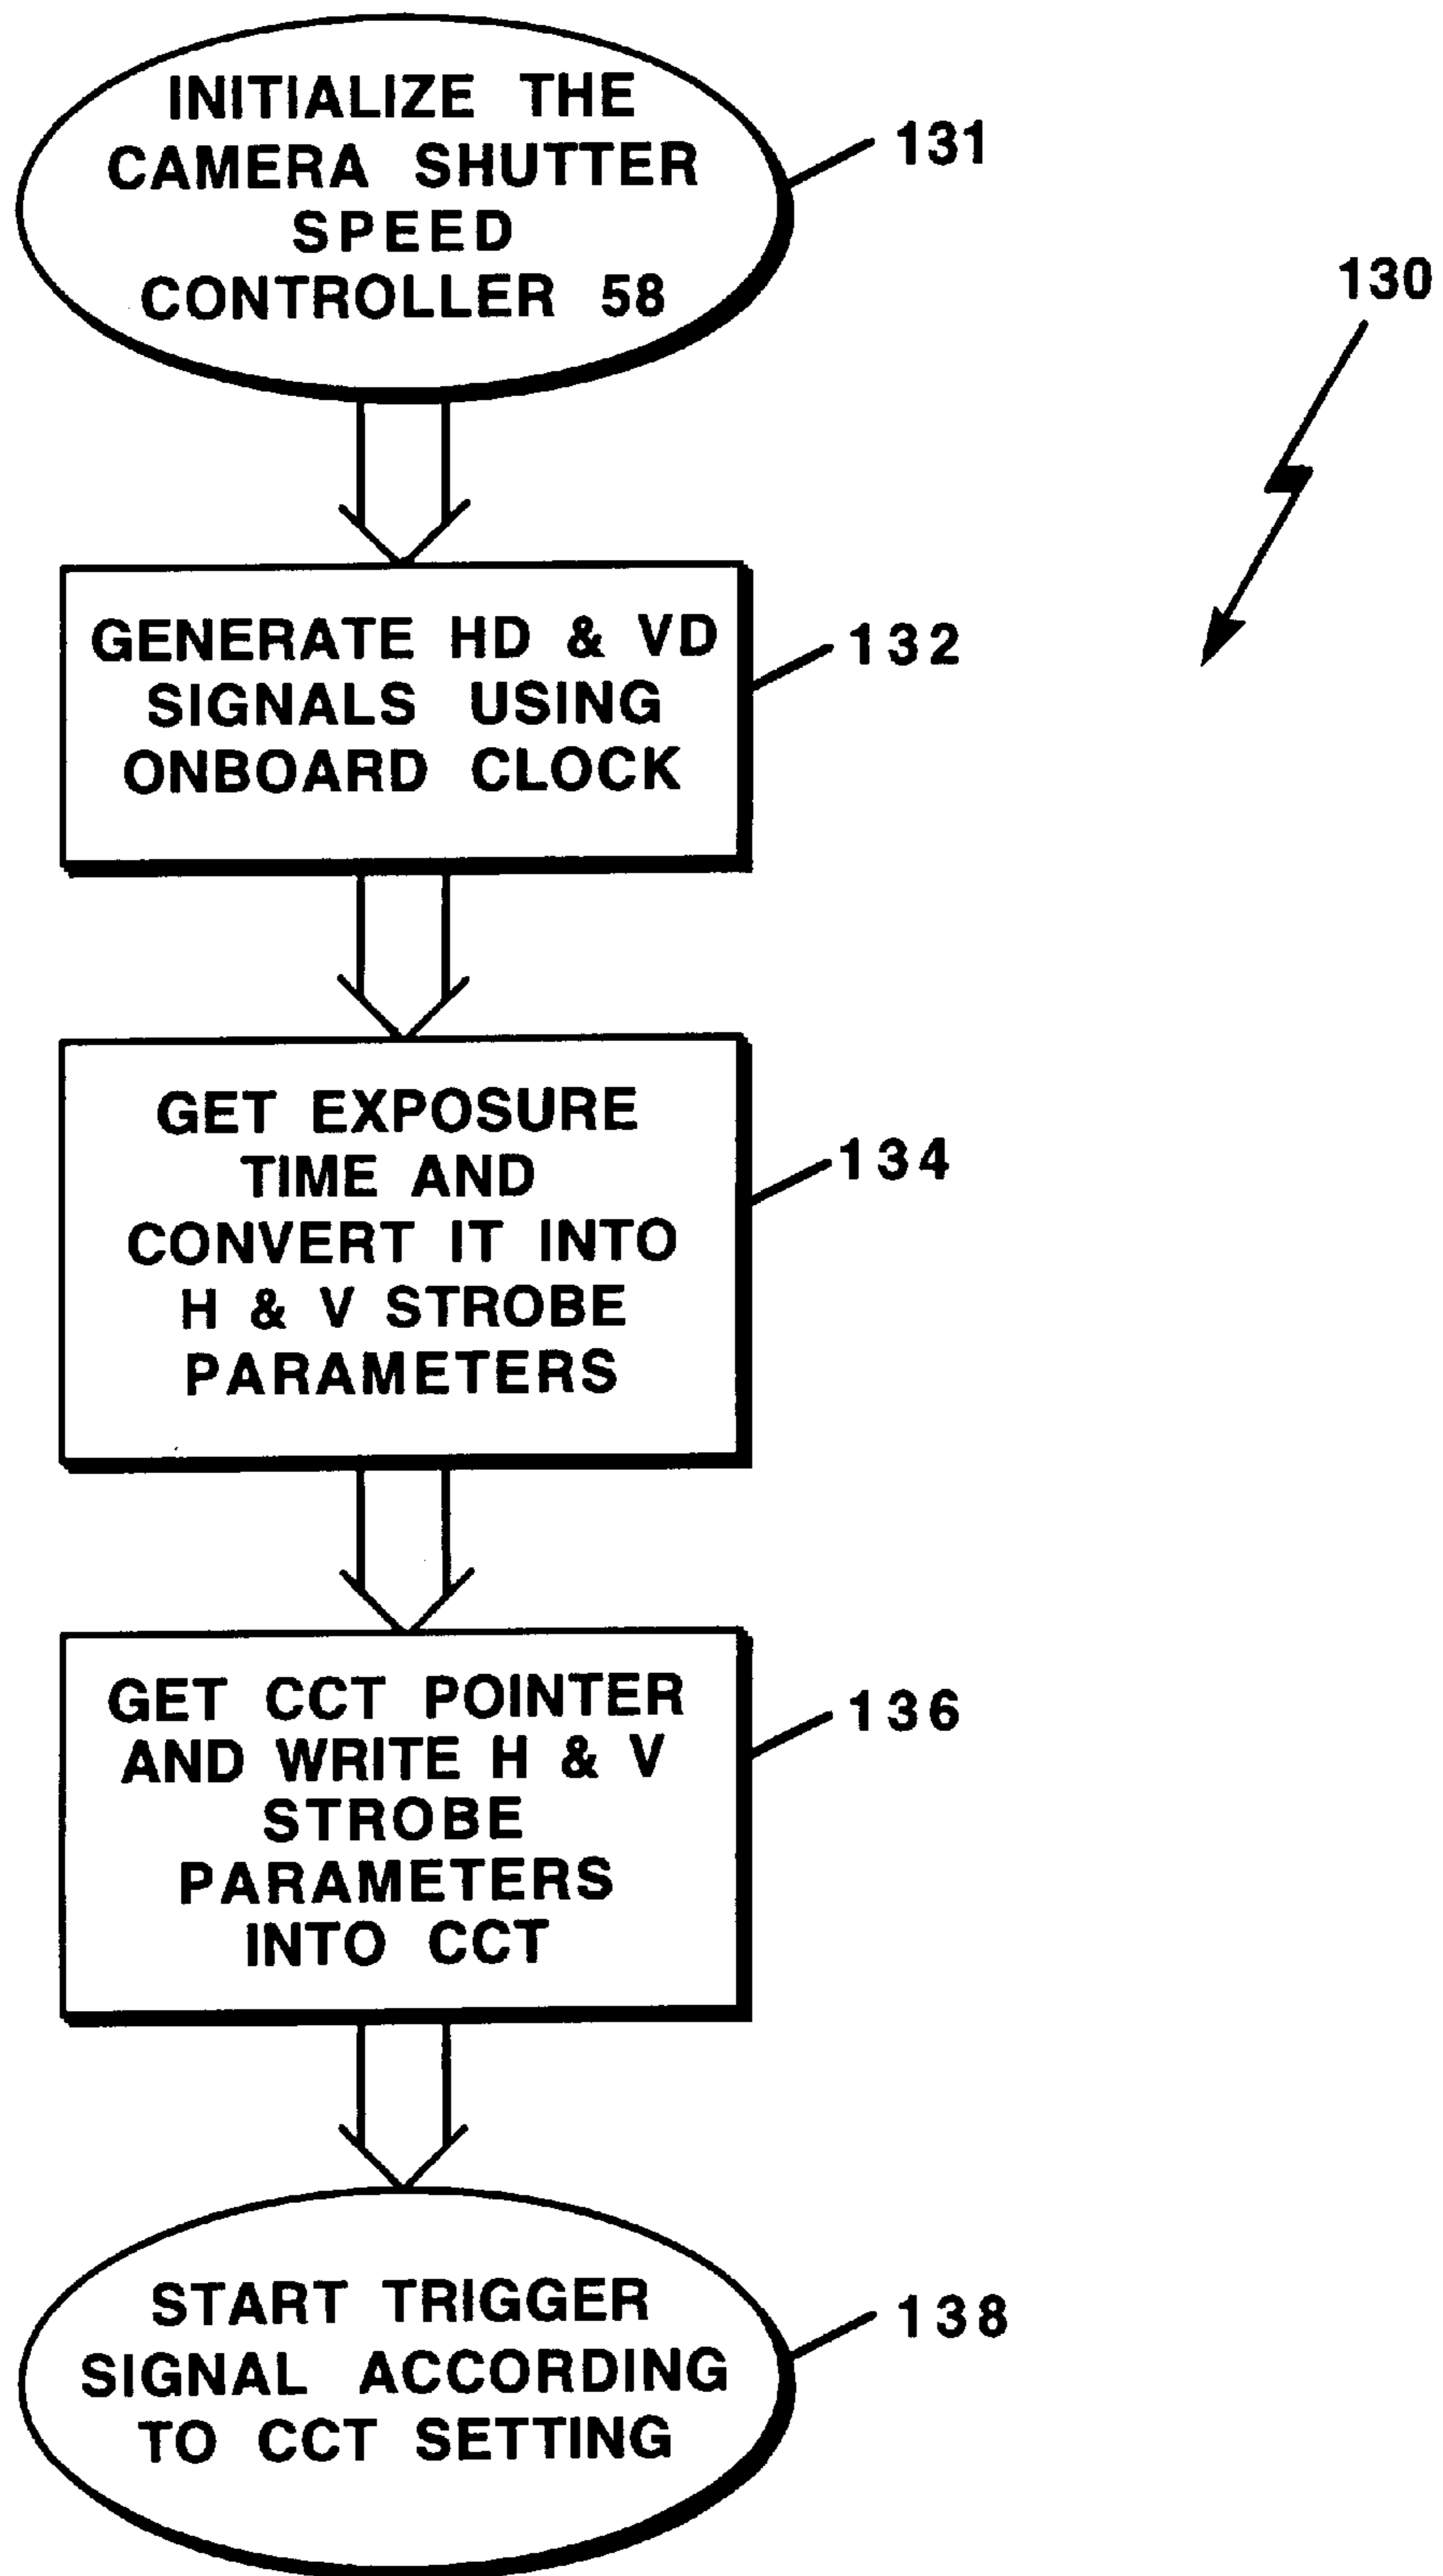 INITIALIZE THE
CAMERA SHUTTER
SPEED
CONTROLLER 58
131
130
GENERATE HD & VD
SIGNALS USING
ONBOARD CLOCK
132
GET EXPOSURE
TIME AND
CONVERT IT INTO
H & V STROBE
PARAMETERS
134
GET CCT POINTER
AND WRITE H & V
STROBE
PARAMETERS
INTO CCT
136
START TRIGGER
SIGNAL ACCORDING
TO CCT SETTING
138